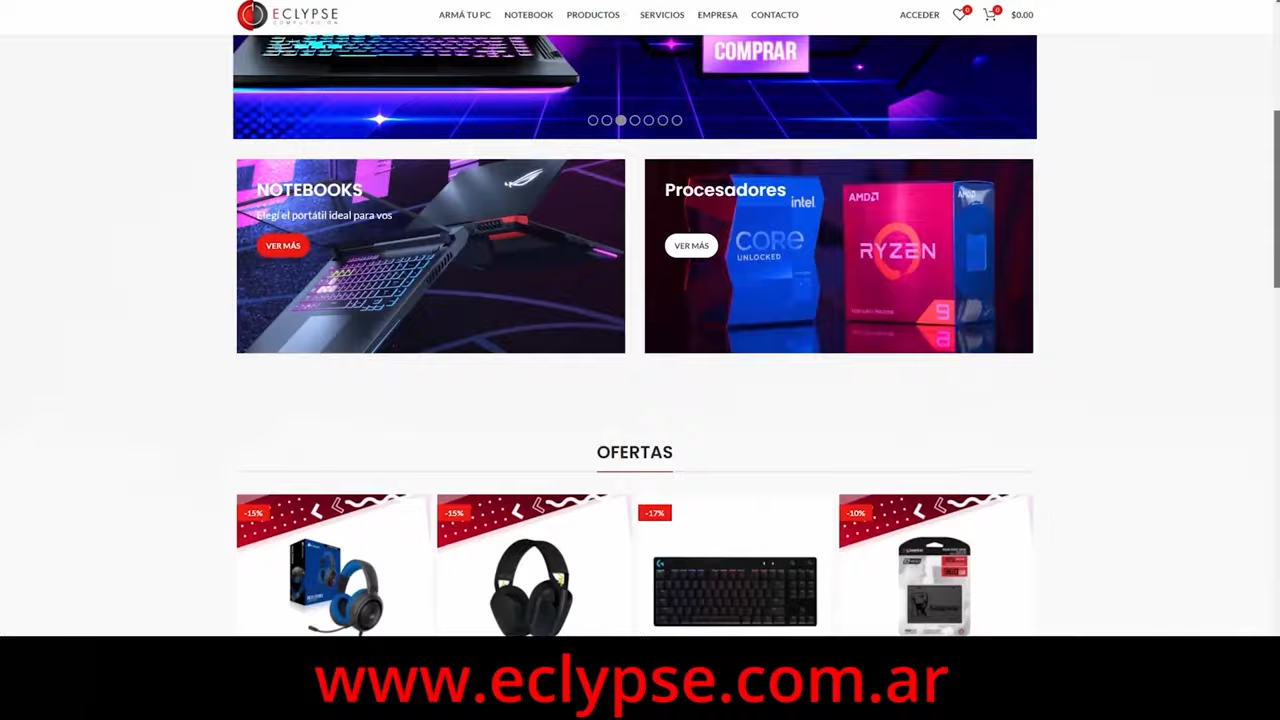 ECLYPSE
COMPUTACIÓN
ARMÁ TU PC NOTEBOOK PRODUCTOS SERVICIOS EMPRESA CONTACTO
ACCEDER 0 0 $0.00
COMPRAR
NOTEBOOKS
Elegí el portátil ideal para vos
VER MÁS
Procesadores
VER MÁS
intel
CORE
UNLOCKED
AMD
RYZEN
9
AMD
OFERTAS
-15%
-15%
-17%
-10%
www.eclypse.com.ar